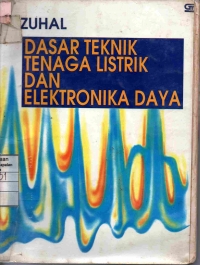 ZUHAL
DASAR TEKNIK
TENAGA LISTRIK
DAN
ELEKTRONIKA DAYA